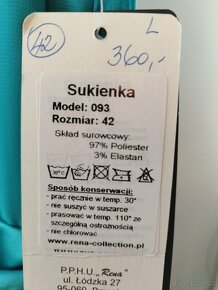 42
L
360,-
Sukienka
Model: 093
Rozmiar: 42
Skład surowcowy:
97% Poliester
3% Elastan
30°C
Sposób konserwacji:
- prać ręcznie w temp. 30°
- nie suszyć w suszarce
- prasować w temp. 110° ze
szczególną ostrożnością
- nie chlorować
www.rena-collection.pl
P.P.H.U. „Rena"
ul. Łódzka 27